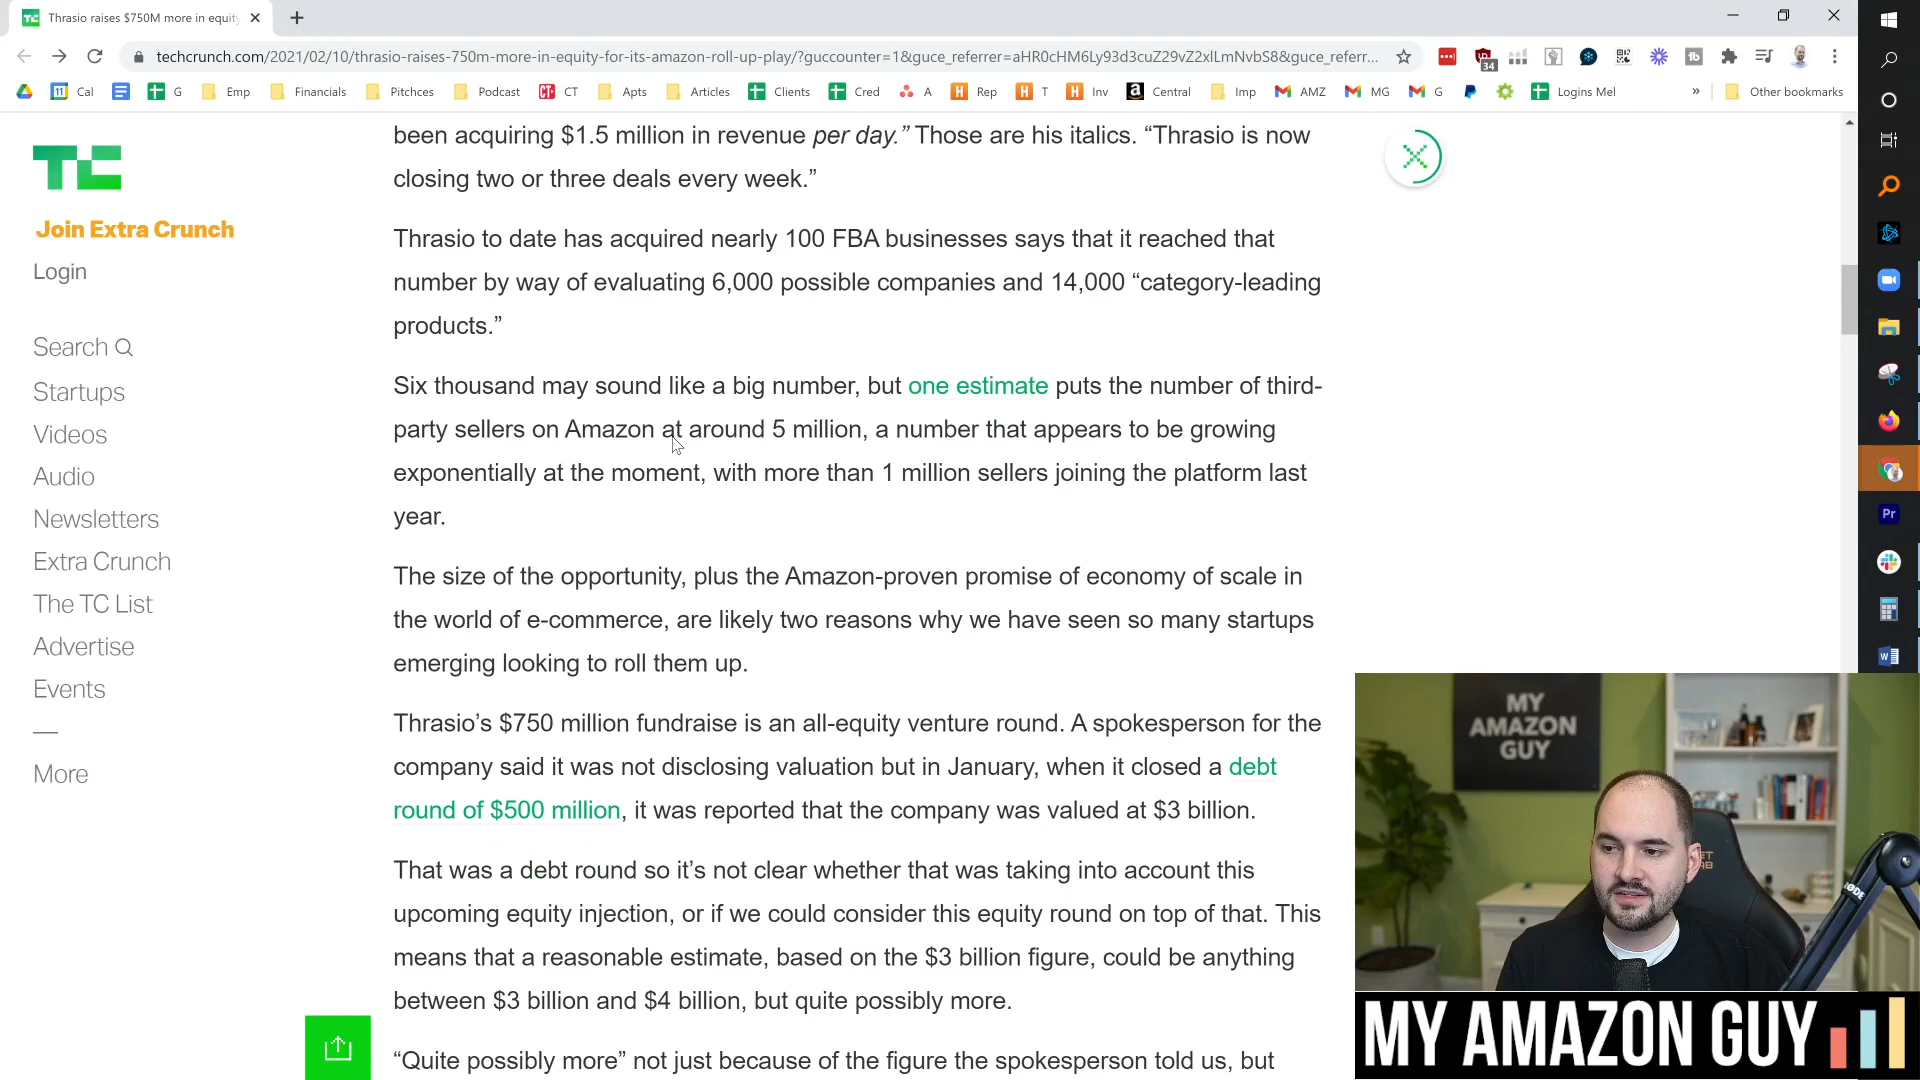 Thrasio raises $750M more in equity
techcrunch.com/2021/02/10/thrasio-raises-750m-more-in-equity-for-its-amazon-roll-up-play/?guccounter=1&guce_referrer=aHR0cHM6Ly93d3cuZ29vZ2xlLmNvbS8&guce_referr...
34
11 Cal
G
Emp
Financials
Pitchces
Podcast
CT
Apts
Articles
Clients
Cred
A
H Rep
H T
H Inv
a Central
Imp
AMZ
MG
G
Logins Mel
»
Other bookmarks
TC
Join Extra Crunch
Login
Search
Startups
Videos
Audio
Newsletters
Extra Crunch
The TC List
Advertise
Events
—
More
been acquiring $1.5 million in revenue per day.” Those are his italics. “Thrasio is now
closing two or three deals every week.”
Thrasio to date has acquired nearly 100 FBA businesses says that it reached that
number by way of evaluating 6,000 possible companies and 14,000 “category-leading
products.”
Six thousand may sound like a big number, but one estimate puts the number of third-
party sellers on Amazon at around 5 million, a number that appears to be growing
exponentially at the moment, with more than 1 million sellers joining the platform last
year.
The size of the opportunity, plus the Amazon-proven promise of economy of scale in
the world of e-commerce, are likely two reasons why we have seen so many startups
emerging looking to roll them up.
Thrasio’s $750 million fundraise is an all-equity venture round. A spokesperson for the
company said it was not disclosing valuation but in January, when it closed a debt
round of $500 million, it was reported that the company was valued at $3 billion.
That was a debt round so it’s not clear whether that was taking into account this
upcoming equity injection, or if we could consider this equity round on top of that. This
means that a reasonable estimate, based on the $3 billion figure, could be anything
between $3 billion and $4 billion, but quite possibly more.
“Quite possibly more” not just because of the figure the spokesperson told us, but
Pr
MY
AMAZON
GUY
RØDE
MY AMAZON GUY